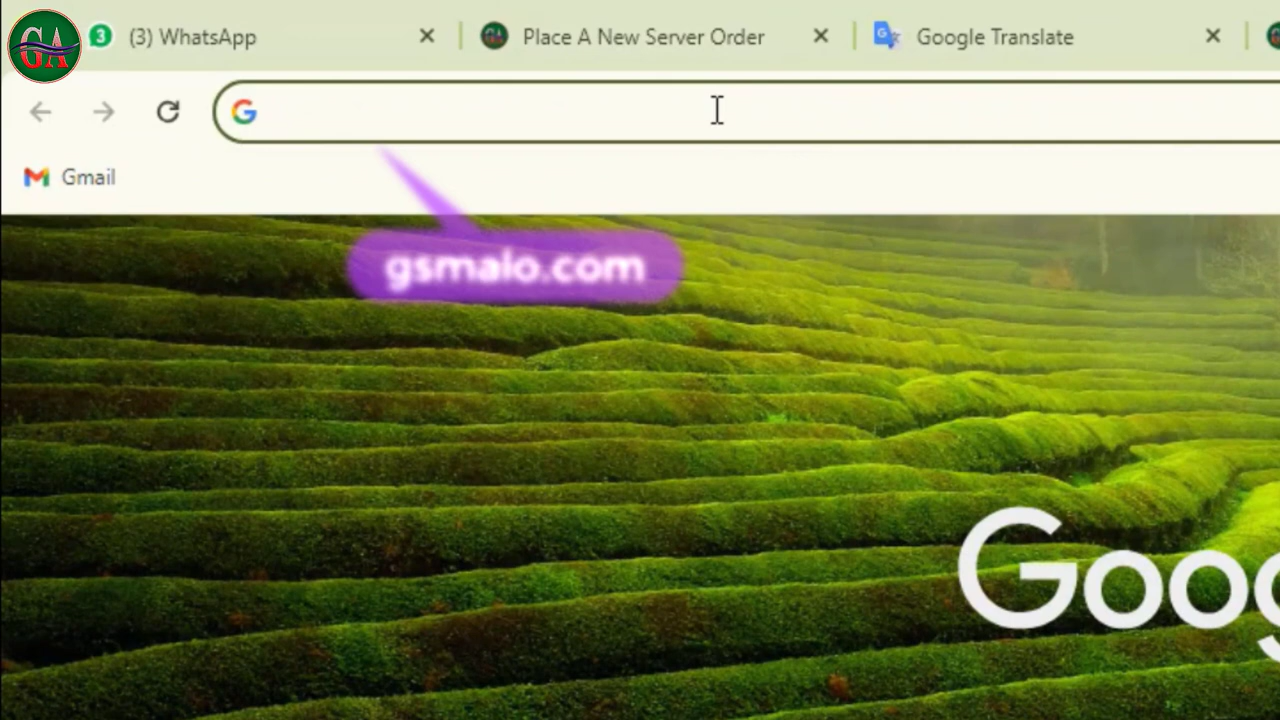 GA
3
(3) WhatsApp
Place A New Server Order
Google Translate
Gmail
gsmalo.com
Goog